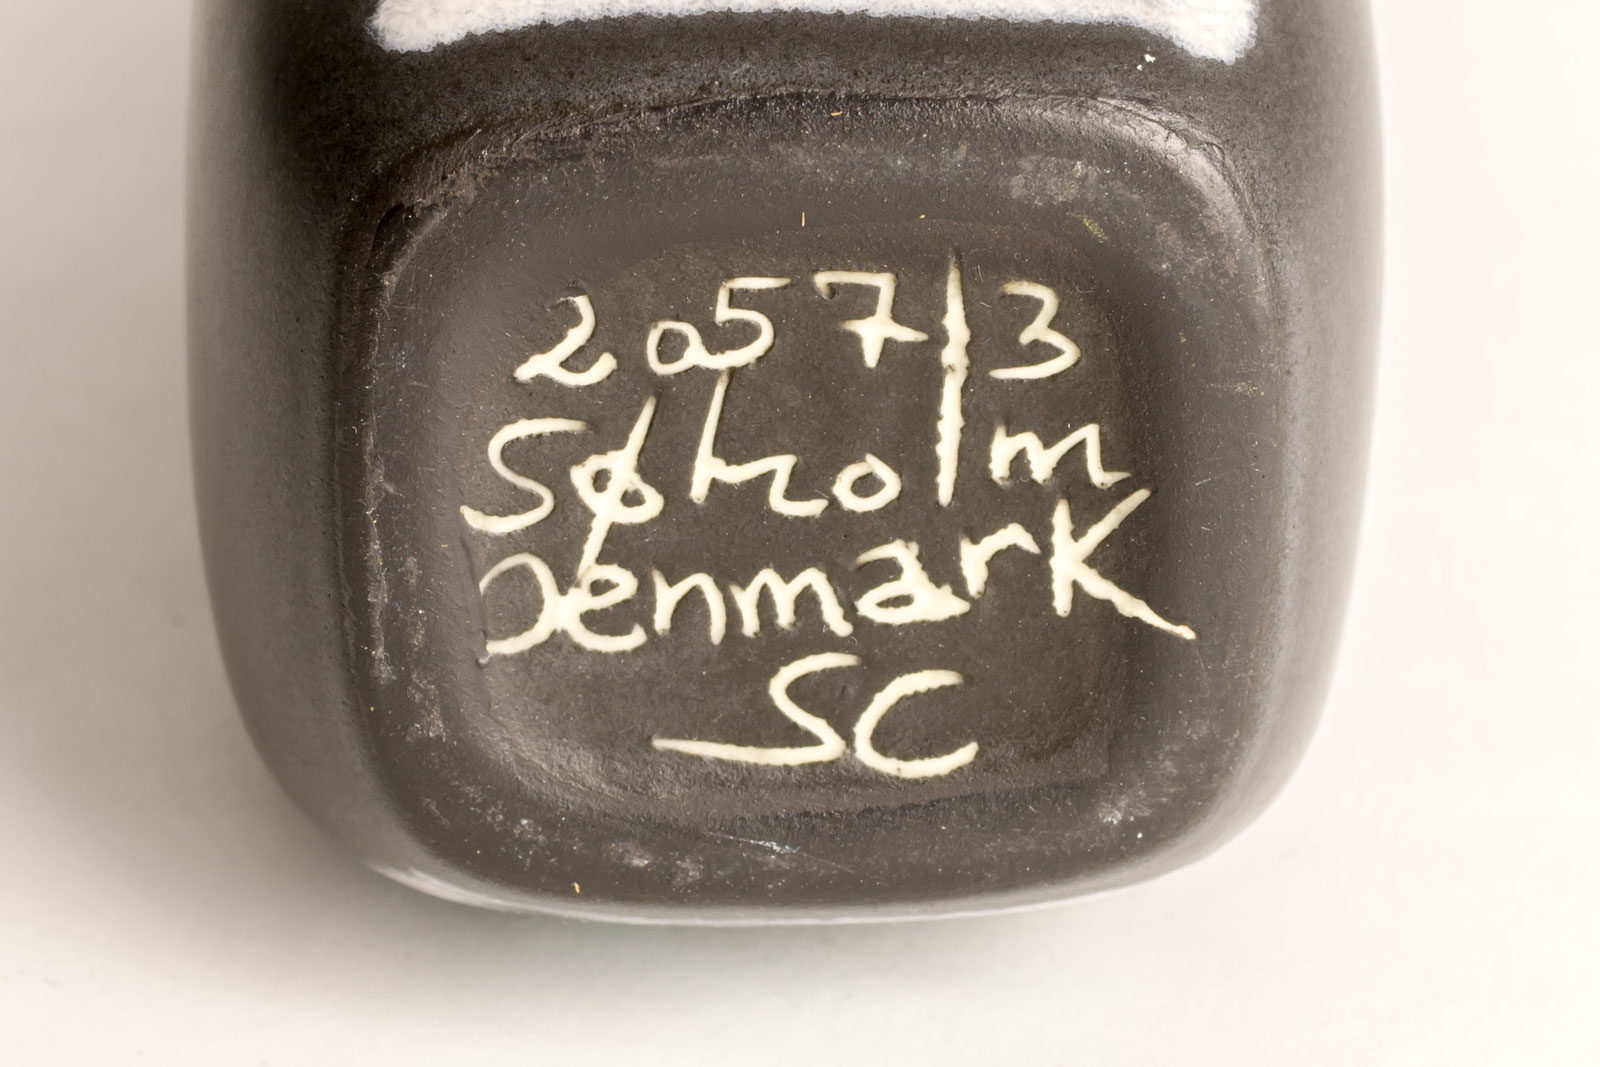 2057/3
Søholm
Denmark
SC